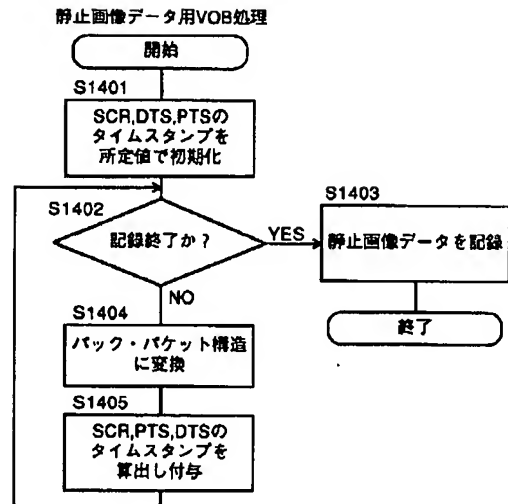 静止画像データ用VOB処理
開始
S1401
SCR,DTS,PTSの
タイムスタンプを
所定値で初期化
S1402
記録終了か？
YES
S1403
静止画像データを記録
終了
NO
S1404
パック・パケット構造
に変換
S1405
SCR,PTS,DTSの
タイムスタンプを
算出し付与